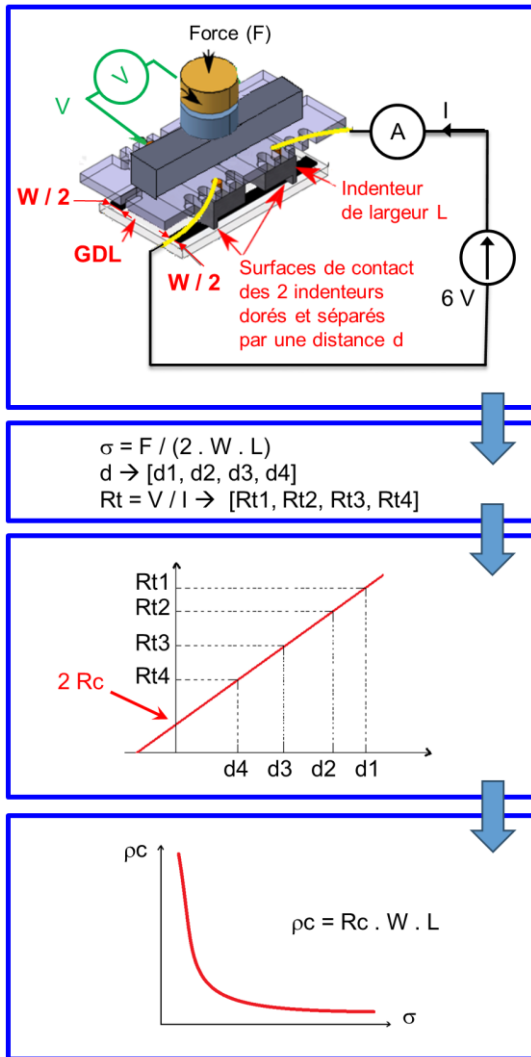 Force (F)
V
V
I
A
W / 2
Indenteur
de largeur L
GDL
W / 2
Surfaces de contact
des 2 indenteurs
dorés et séparés
par une distance d
6 V
σ = F / (2 . W . L)
d → [d1, d2, d3, d4]
Rt = V / I → [Rt1, Rt2, Rt3, Rt4]
Rt1
Rt2
Rt3
Rt4
2 Rc
d4 d3 d2 d1
ρc
ρc = Rc . W . L
σ